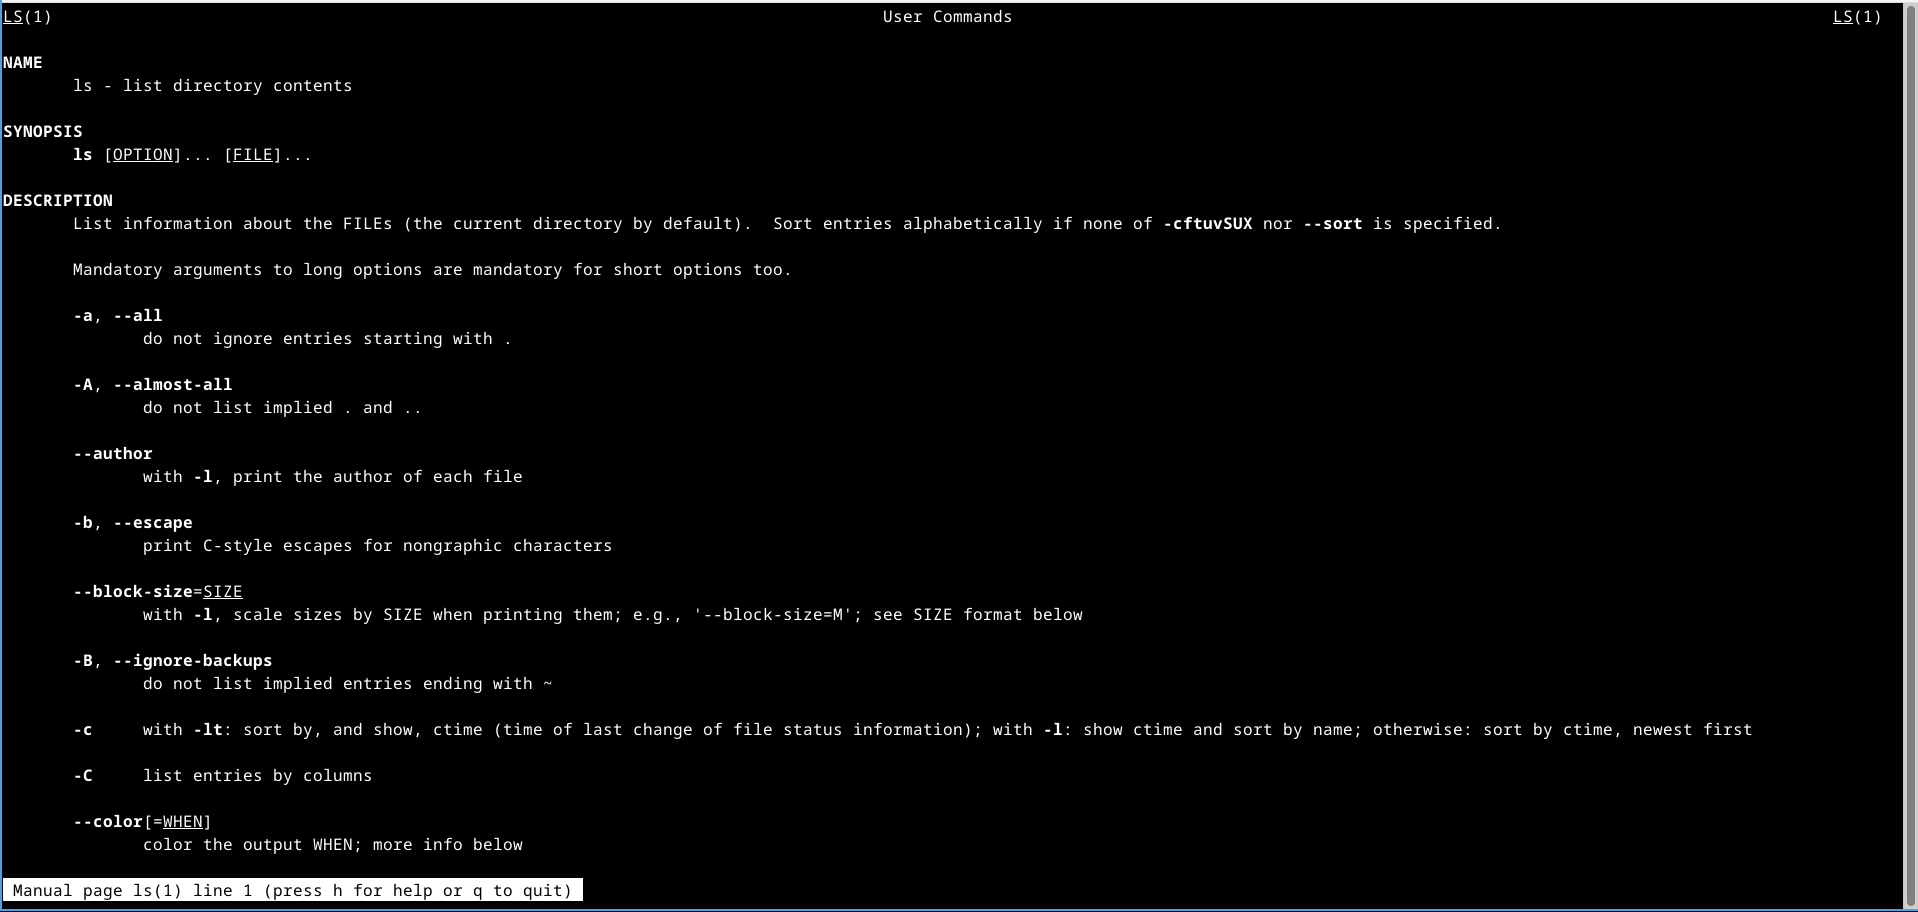 LS(1) User Commands LS(1)
NAME
ls - list directory contents
SYNOPSIS
ls [OPTION]... [FILE]...
DESCRIPTION
List information about the FILEs (the current directory by default).  Sort entries alphabetically if none of -cftuvSUX nor --sort is specified.
Mandatory arguments to long options are mandatory for short options too.
-a, --all
do not ignore entries starting with .
-A, --almost-all
do not list implied . and ..
--author
with -l, print the author of each file
-b, --escape
print C-style escapes for nongraphic characters
--block-size=SIZE
with -l, scale sizes by SIZE when printing them; e.g., '--block-size=M'; see SIZE format below
-B, --ignore-backups
do not list implied entries ending with ~
-c     with -lt: sort by, and show, ctime (time of last change of file status information); with -l: show ctime and sort by name; otherwise: sort by ctime, newest first
-C     list entries by columns
--color[=WHEN]
color the output WHEN; more info below
Manual page ls(1) line 1 (press h for help or q to quit)